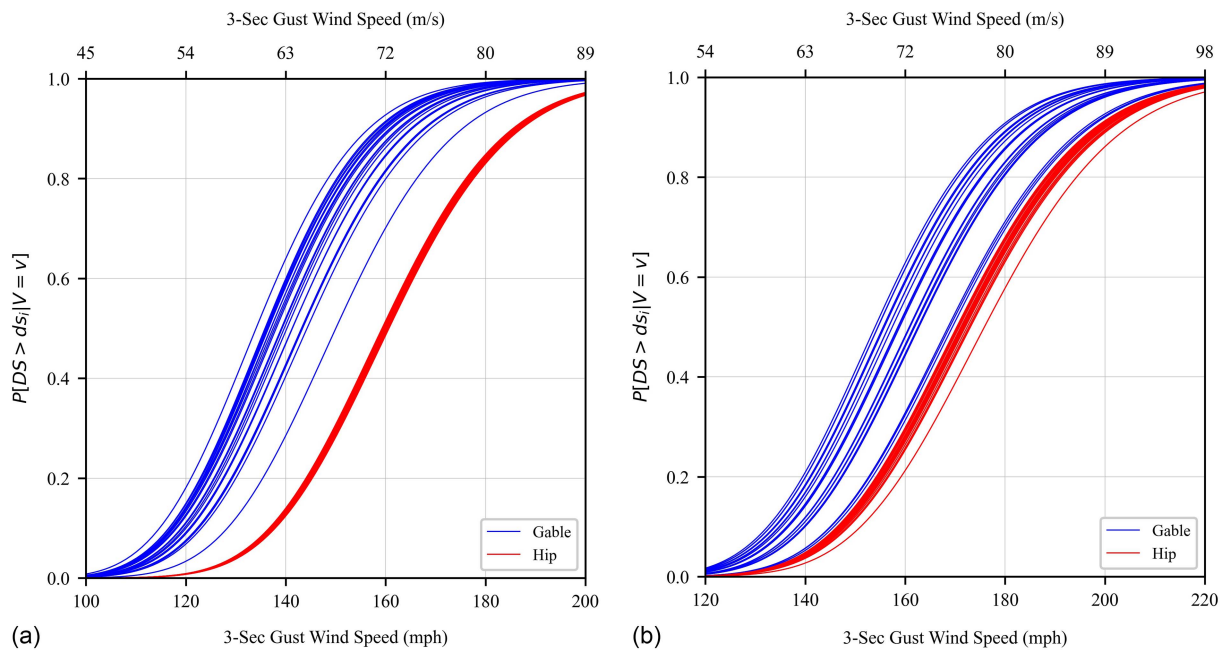 3-Sec Gust Wind Speed (m/s)
45 54 63 72 80 89
1.0
0.8
0.6
0.4
0.2
0.0
P[DS > ds_i|V = v]
Gable
Hip
100 120 140 160 180 200
3-Sec Gust Wind Speed (mph)
(a)
3-Sec Gust Wind Speed (m/s)
54 63 72 80 89 98
1.0
0.8
0.6
0.4
0.2
0.0
P[DS > ds_i|V = v]
Gable
Hip
120 140 160 180 200 220
3-Sec Gust Wind Speed (mph)
(b)